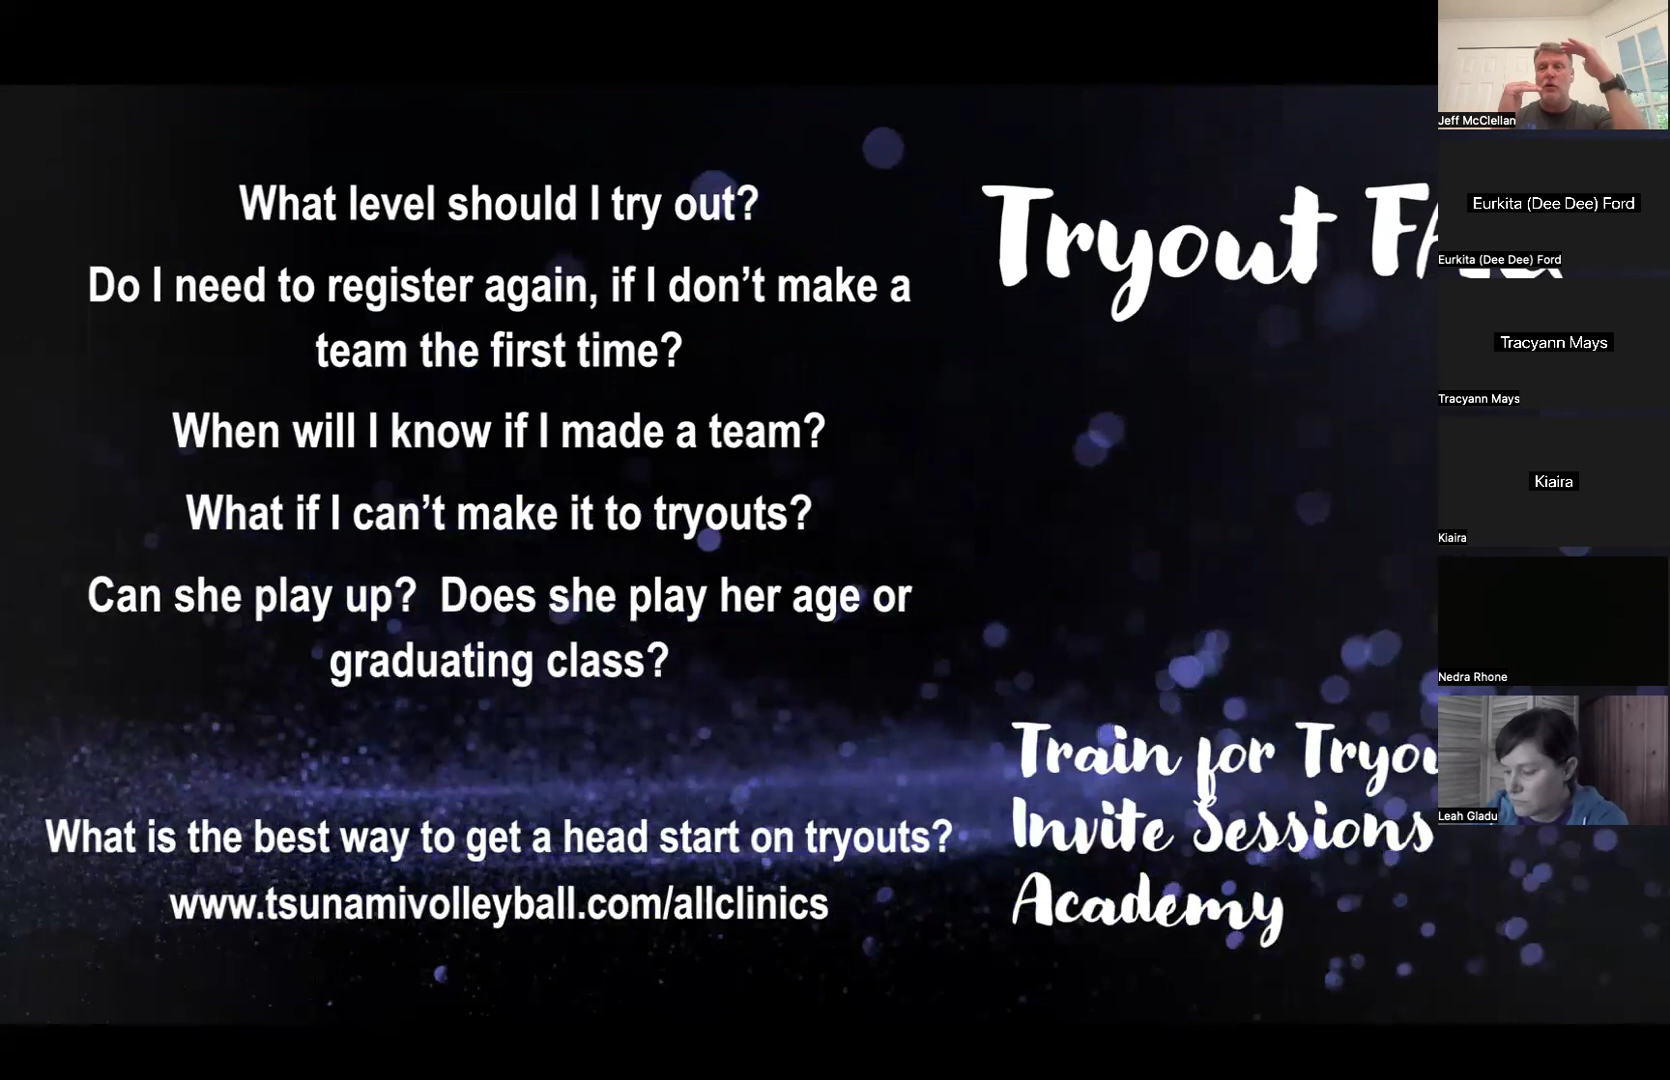 What level should I try out?
Do I need to register again, if I don't make a
team the first time?
When will I know if I made a team?
What if I can't make it to tryouts?
Can she play up?  Does she play her age or
graduating class?
What is the best way to get a head start on tryouts?
www.tsunamivolleyball.com/allclinics
Tryout
Train for
Invite Sessions
Academy
Jeff McClellan
Eurkita (Dee Dee) Ford
Eurkita (Dee Dee) Ford
Tracyann Mays
Tracyann Mays
Kiaira
Kiaira
Nedra Rhone
Leah Gladu